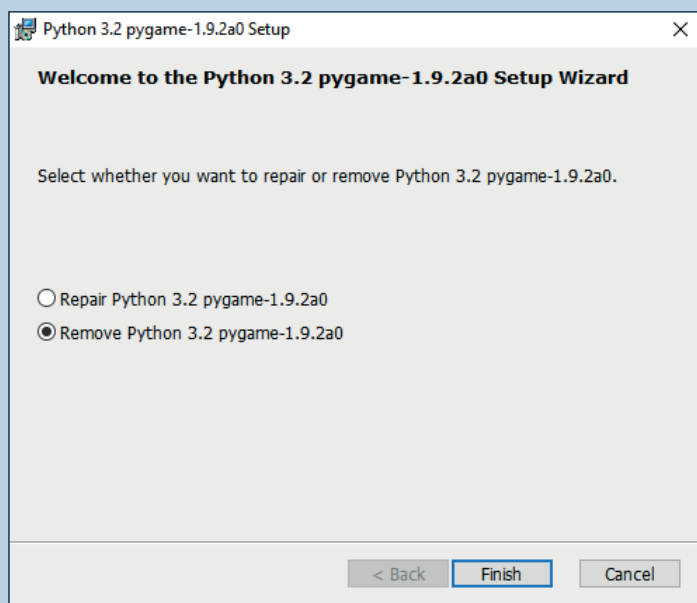 Python 3.2 pygame-1.9.2a0 Setup
Welcome to the Python 3.2 pygame-1.9.2a0 Setup Wizard
Select whether you want to repair or remove Python 3.2 pygame-1.9.2a0.
Repair Python 3.2 pygame-1.9.2a0
Remove Python 3.2 pygame-1.9.2a0
< Back Finish Cancel